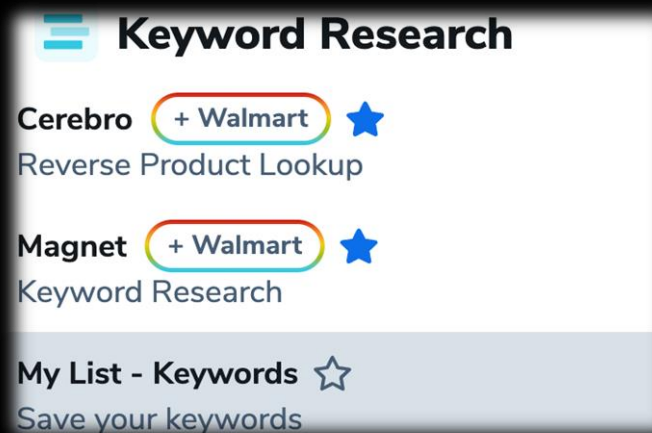 Keyword Research
Cerebro + Walmart
Reverse Product Lookup
Magnet + Walmart
Keyword Research
My List - Keywords
Save your keywords